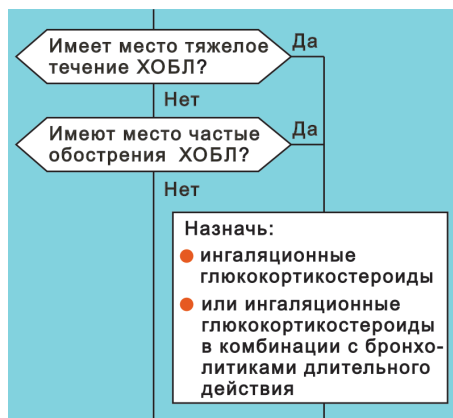 Имеет место тяжелое
течение ХОБЛ?
Да
Нет
Имеют место частые
обострения ХОБЛ?
Да
Нет
Назначь:
ингаляционные
глюкокортикостероиды
или ингаляционные
глюкокортикостероиды
в комбинации с бронхо-
литиками длительного
действия